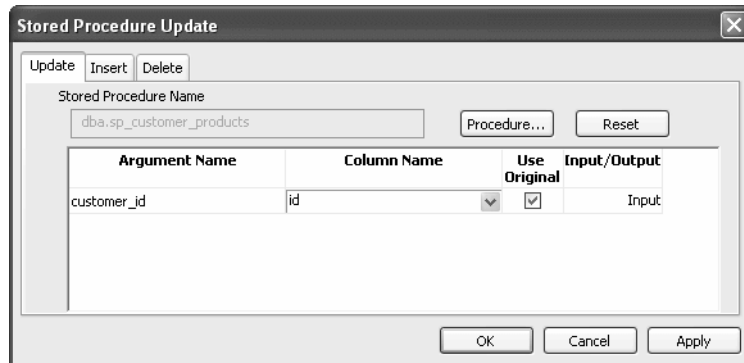 Stored Procedure Update
Update Insert Delete
Stored Procedure Name
dba.sp_customer_products Procedure... Reset
Argument Name Column Name Use Original Input/Output
customer_id id Input
OK Cancel Apply